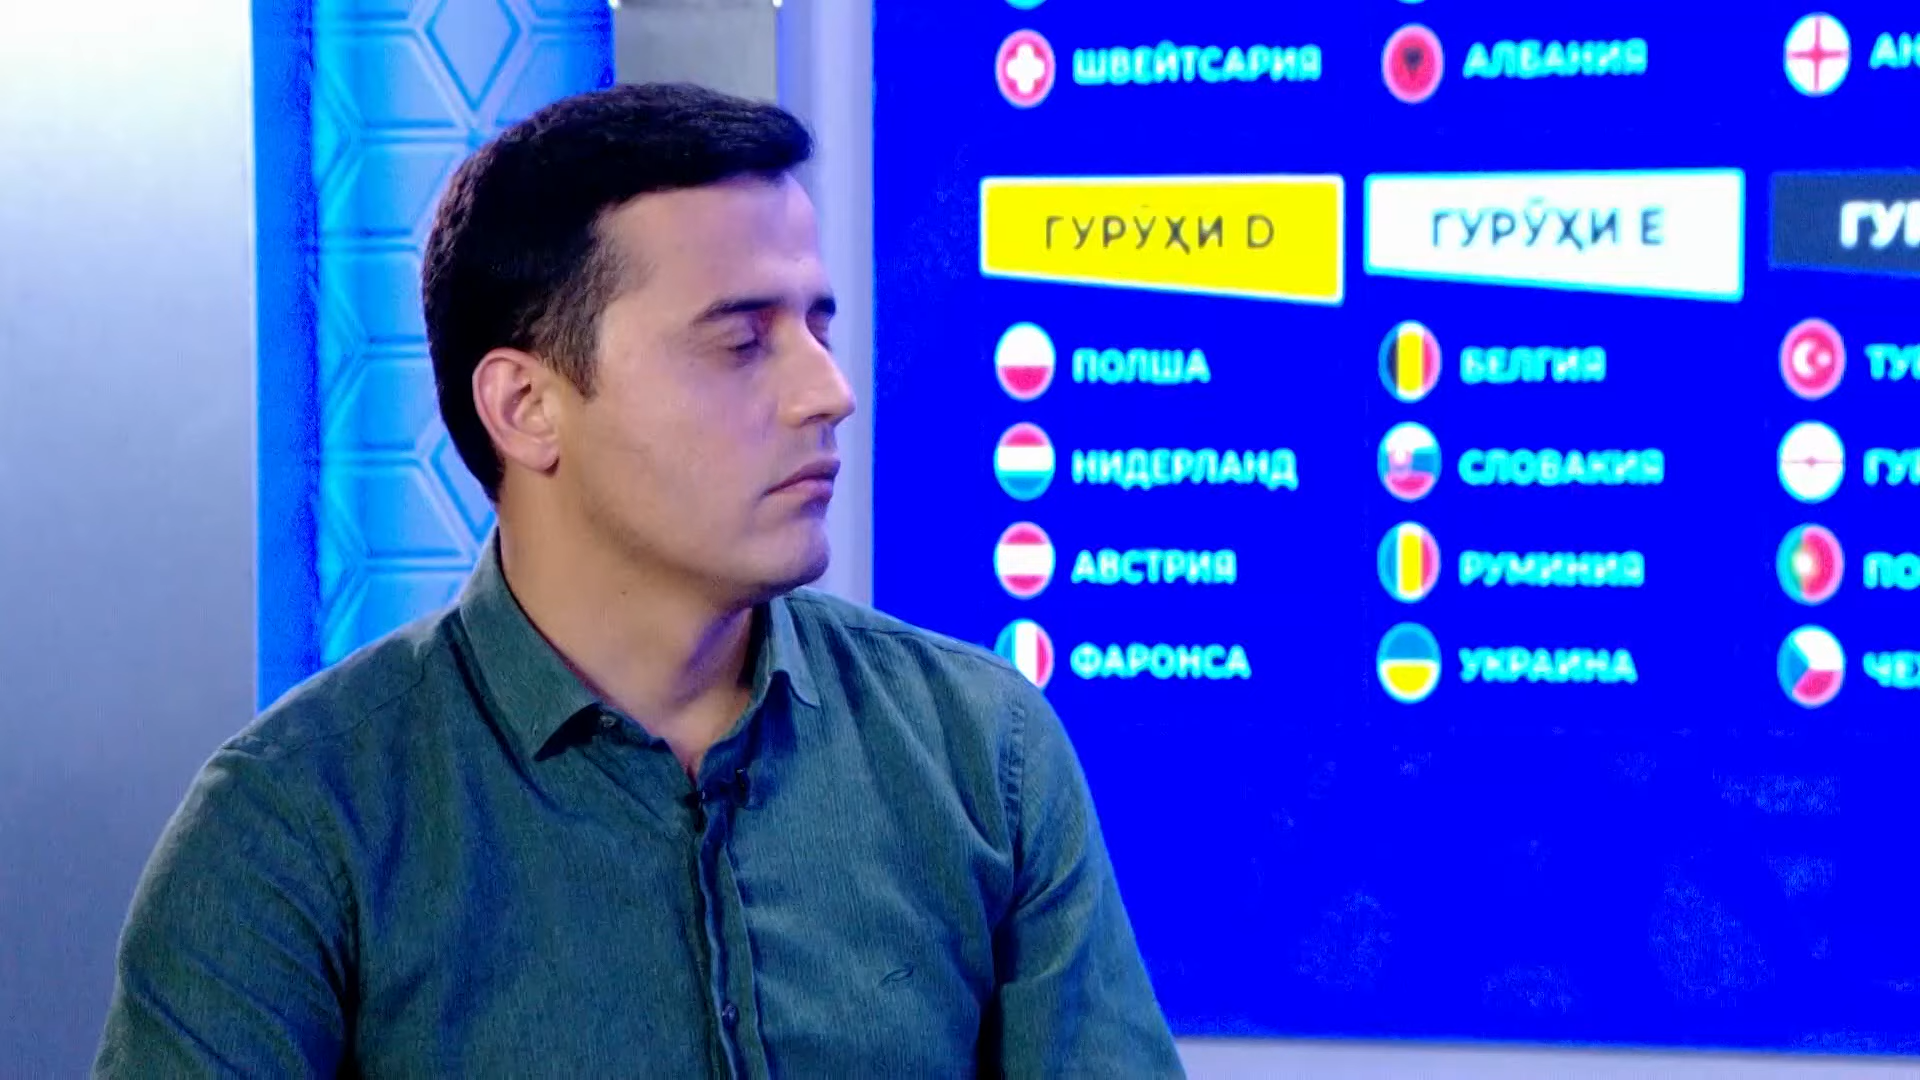 ШВЕЙТСАРИЯ
АЛБАНИЯ
ГУРӮҲИ D
ПОЛША
НИДЕРЛАНД
АВСТРИЯ
ФАРОНСА
ГУРӮҲИ E
БЕЛГИЯ
СЛОВАКИЯ
РУМИНИЯ
УКРАИНА